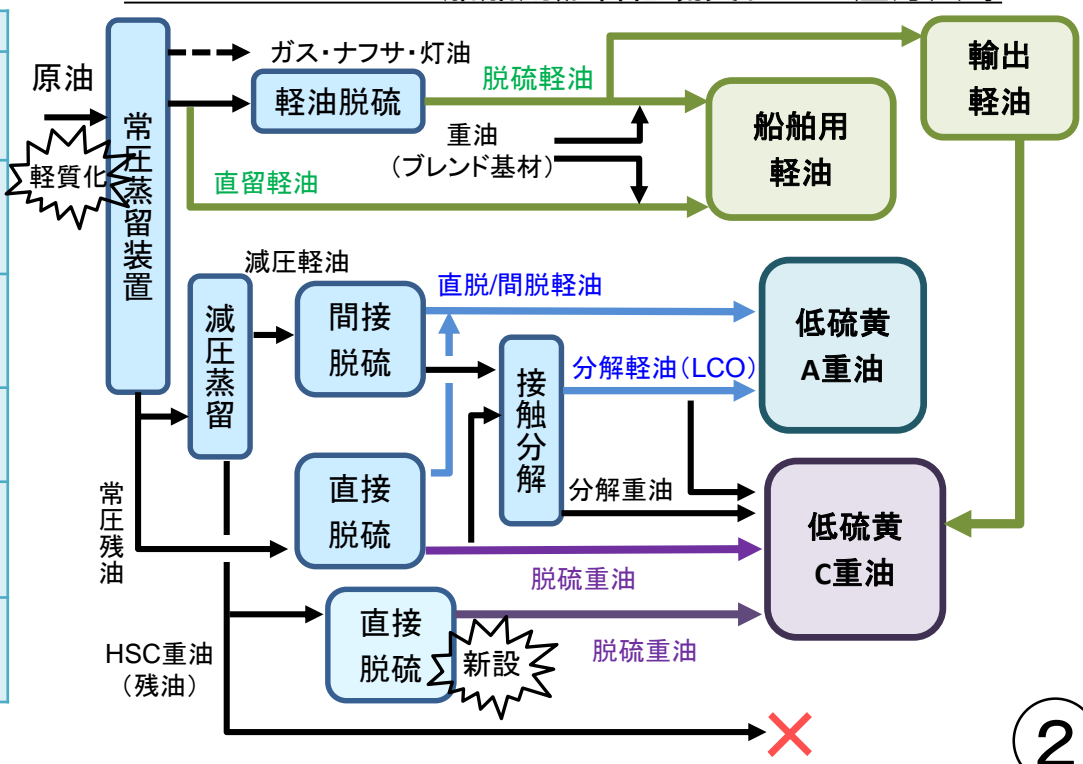 原油
軽質化
常圧蒸留装置
ガス・ナフサ・灯油
軽油脱硫
脱硫軽油
重油
(ブレンド基材)
直留軽油
船舶用
軽油
輸出
軽油
減圧軽油
減圧蒸留
間接
脱硫
直脱/間脱軽油
低硫黄
A重油
接触分解
分解軽油(LCO)
直接
脱硫
分解重油
常圧残油
脱硫重油
低硫黄
C重油
直接
脱硫
新設
脱硫重油
HSC重油
(残油)
②